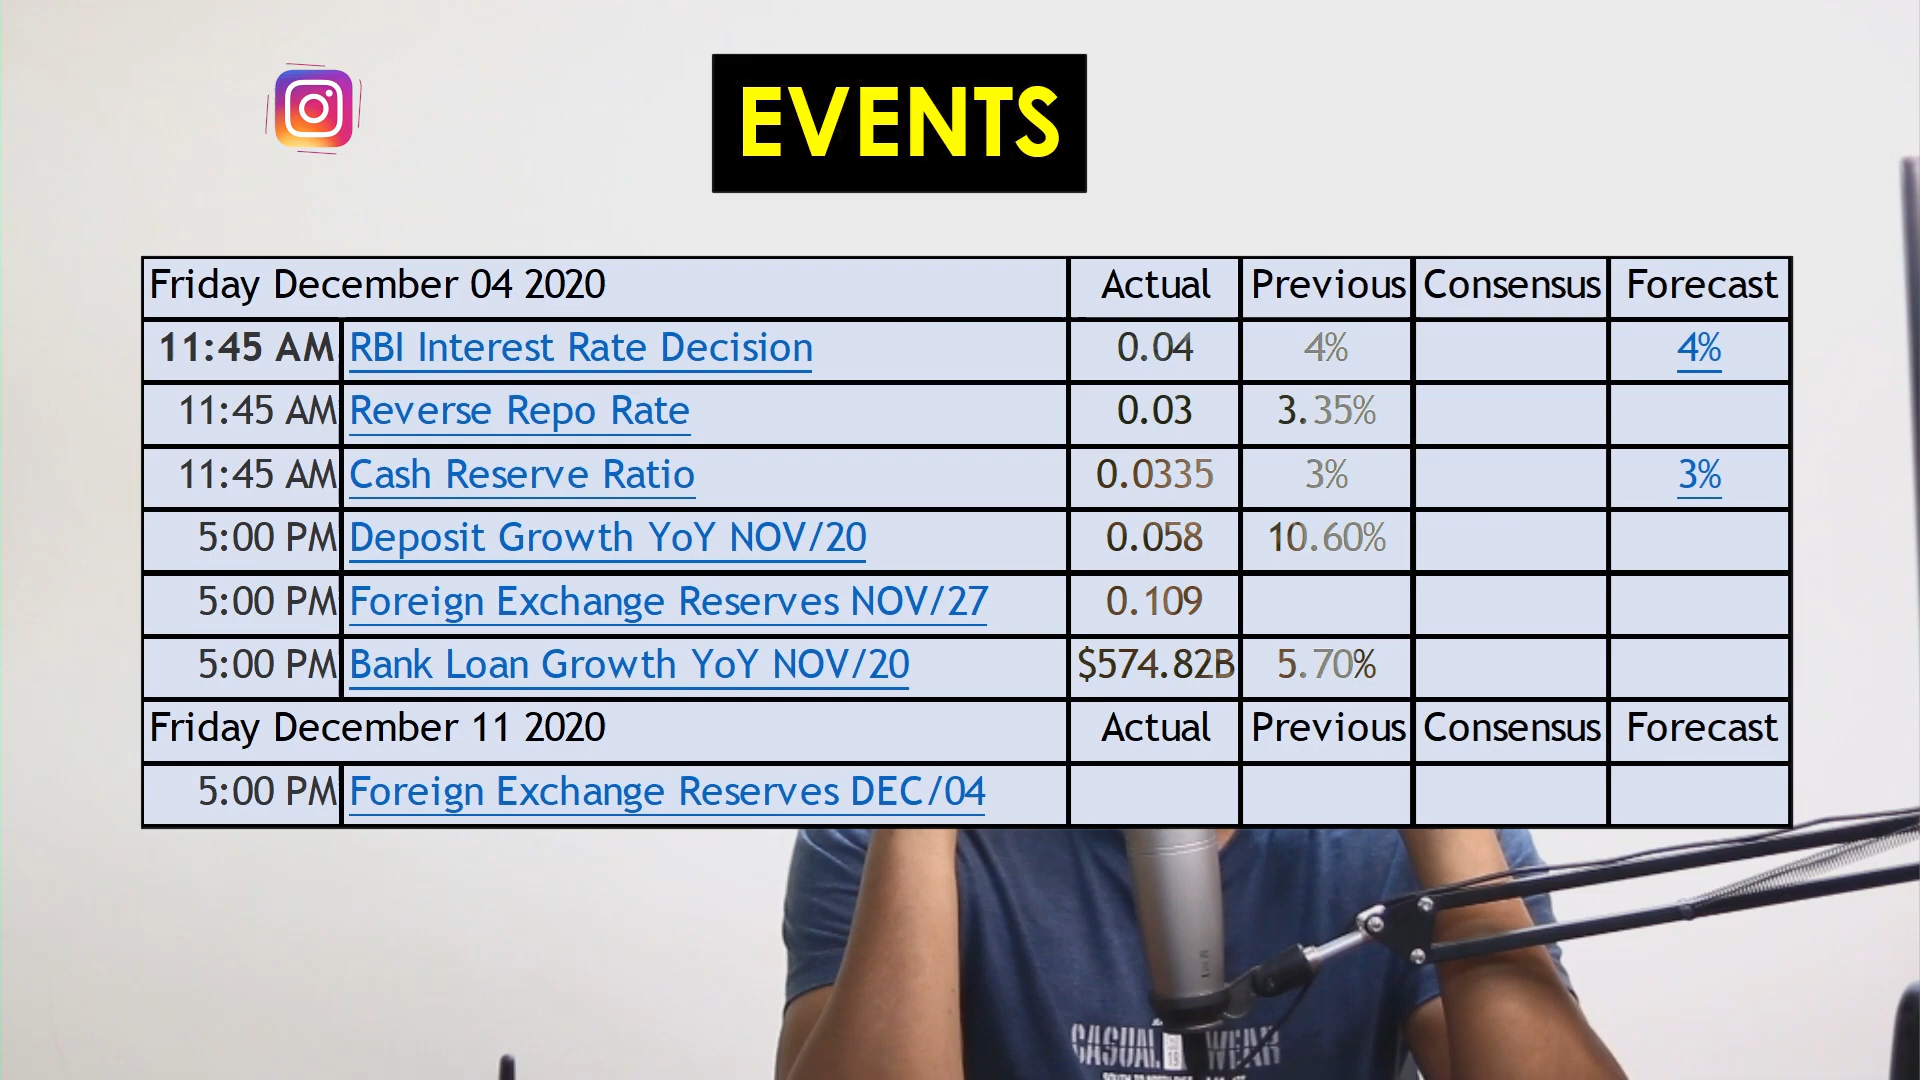 EVENTS
Friday December 04 2020 Actual Previous Consensus Forecast
11:45 AM RBI Interest Rate Decision 0.04 4% 4%
11:45 AM Reverse Repo Rate 0.03 3.35%
11:45 AM Cash Reserve Ratio 0.0335 3% 3%
5:00 PM Deposit Growth YoY NOV/20 0.058 10.60%
5:00 PM Foreign Exchange Reserves NOV/27 0.109
5:00 PM Bank Loan Growth YoY NOV/20 $574.82B 5.70%
Friday December 11 2020 Actual Previous Consensus Forecast
5:00 PM Foreign Exchange Reserves DEC/04
CASUAL WEAR